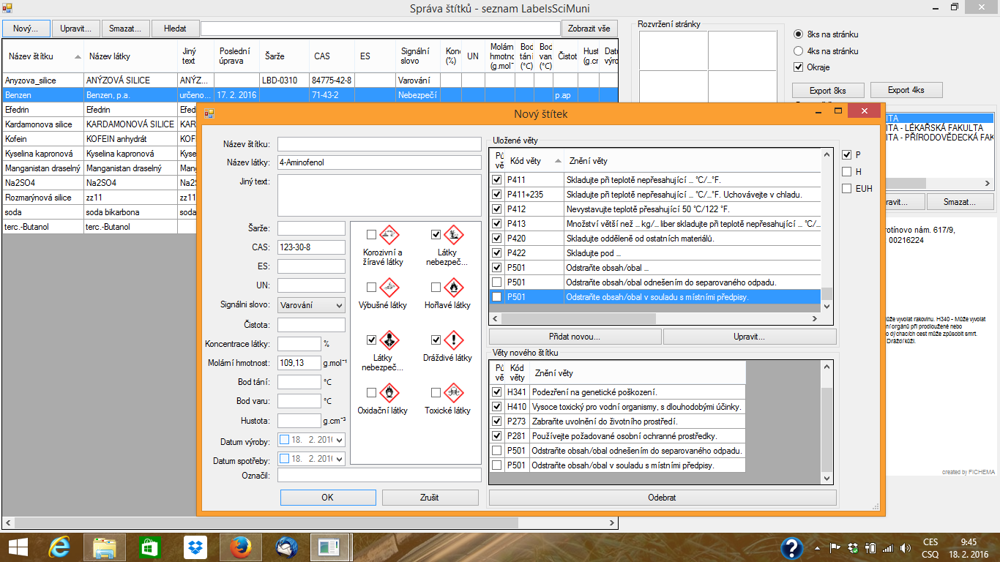 Správa štítků - seznam LabelsSciMuni
Nový... Upravit... Smazat... Hledat Zobrazit vše
Rozvržení stránky
8ks na stránku
4ks na stránku
Okraje
Export 8ks Export 4ks
Název štítku Název látky Jiný text Poslední úprava Šarže CAS ES Signální slovo Kon (%) UN Molár hmotno (g.mol⁻ Bod tání (°C) Bod varu (°C) Čistot Hust (g.cr Datu výro
Anyzova_silice ANÝZOVÁ SILICE ANÝZ... LBD-0310 84775-42-8 Varování
Benzen Benzen, p.a. určeno... 17. 2. 2016 71-43-2 Nebezpečí p.ap
Efedrin Efedrin Efed
Kardamonova silice KARDAMONOVÁ SILICE KAR
Kofein KOFEIN anhydrát KOF
Kyselina kapronová Kyselina kapronová Kyse
Manganistan draselný Manganistan draselný Mang
Na2SO4 Na2SO4 Na2S
Rozmarýnová silice zz11 zz11
soda soda bikarbona soda
terc.-Butanol terc.-Butanol
ITA
ITA - LÉKAŘSKÁ FAKULTA
ITA - PŘÍRODOVĚDECKÁ FAK
ravit... Smazat...
otínovo nám. 617/9,
00216224
ůže vyvolat rakovinu. H340 - Může vyvolat
ní orgánů při prodloužené nebo
o dýchacích cest může způsobit smrt.
Dráždí kůži.
created by FICHEMA
Nový štítek
Název štítku:
Název látky: 4-Aminofenol
Jiný text:
Šarže:
CAS: 123-30-8
ES:
UN:
Signálni slovo: Varování
Čistota:
Koncentrace látky: %
Molární hmotnost: 109,13 g.mol⁻¹
Bod tání: °C
Bod varu: °C
Hustota: g.cm⁻³
Datum výroby: 18. 2. 2016
Datum spotřeby: 18. 2. 2016
Označil:
OK Zrušit
Korozivní a žíravé látky
Látky nebezpeč...
Výbušné látky
Hořlavé látky
Látky nebezpeč...
Dráždivé látky
Oxidační látky
Toxické látky
Uložené věty
Pů vě Kód věty Znění věty
P411 Skladujte při teplotě nepřesahující ... °C/...°F.
P411+235 Skladujte při teplotě nepřesahující ... °C/...°F. Uchovávejte v chladu.
P412 Nevystavujte teplotě přesahující 50 °C/122 °F.
P413 Množství větší než ... kg/... liber skladujte při teplotě nepřesahující ... °C/...
P420 Skladujte odděleně od ostatních materiálů.
P422 Skladujte pod ...
P501 Odstraňte obsah/obal ...
P501 Odstraňte obsah/obal odnešením do separovaného odpadu.
P501 Odstraňte obsah/obal v souladu s místními předpisy.
P
H
EUH
Přidat novou... Upravit...
Věty nového štítku
Pů vě Kód věty Znění věty
H341 Podezření na genetické poškození.
H410 Vysoce toxický pro vodní organismy, s dlouhodobými účinky.
P273 Zabraňte uvolnění do životního prostředí.
P281 Používejte požadované osobní ochranné prostředky.
P501 Odstraňte obsah/obal odnešením do separovaného odpadu.
P501 Odstraňte obsah/obal v souladu s místními předpisy.
Odebrat
CES
CSQ
9:45
18. 2. 2016